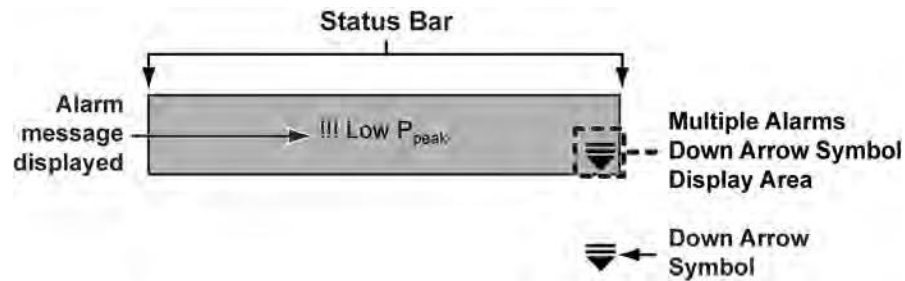 Status Bar
Alarm
message
displayed
!!! Low Ppeak
Multiple Alarms
Down Arrow Symbol
Display Area
Down Arrow
Symbol